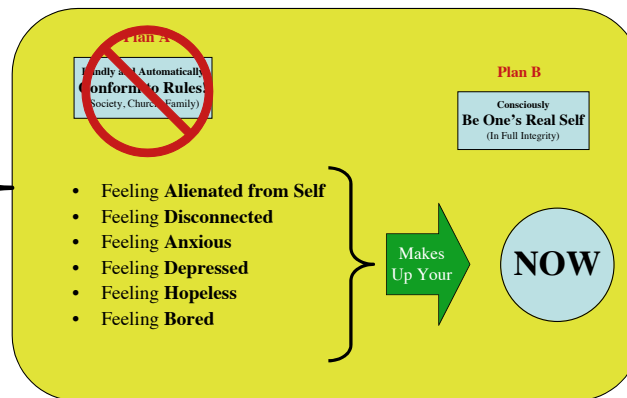 Plan A
Blindly and Automatically
Conform to Rules!
(Society, Church, Family)
Plan B
Consciously
Be One's Real Self
(In Full Integrity)
• Feeling Alienated from Self
• Feeling Disconnected
• Feeling Anxious
• Feeling Depressed
• Feeling Hopeless
• Feeling Bored
Makes
Up Your
NOW